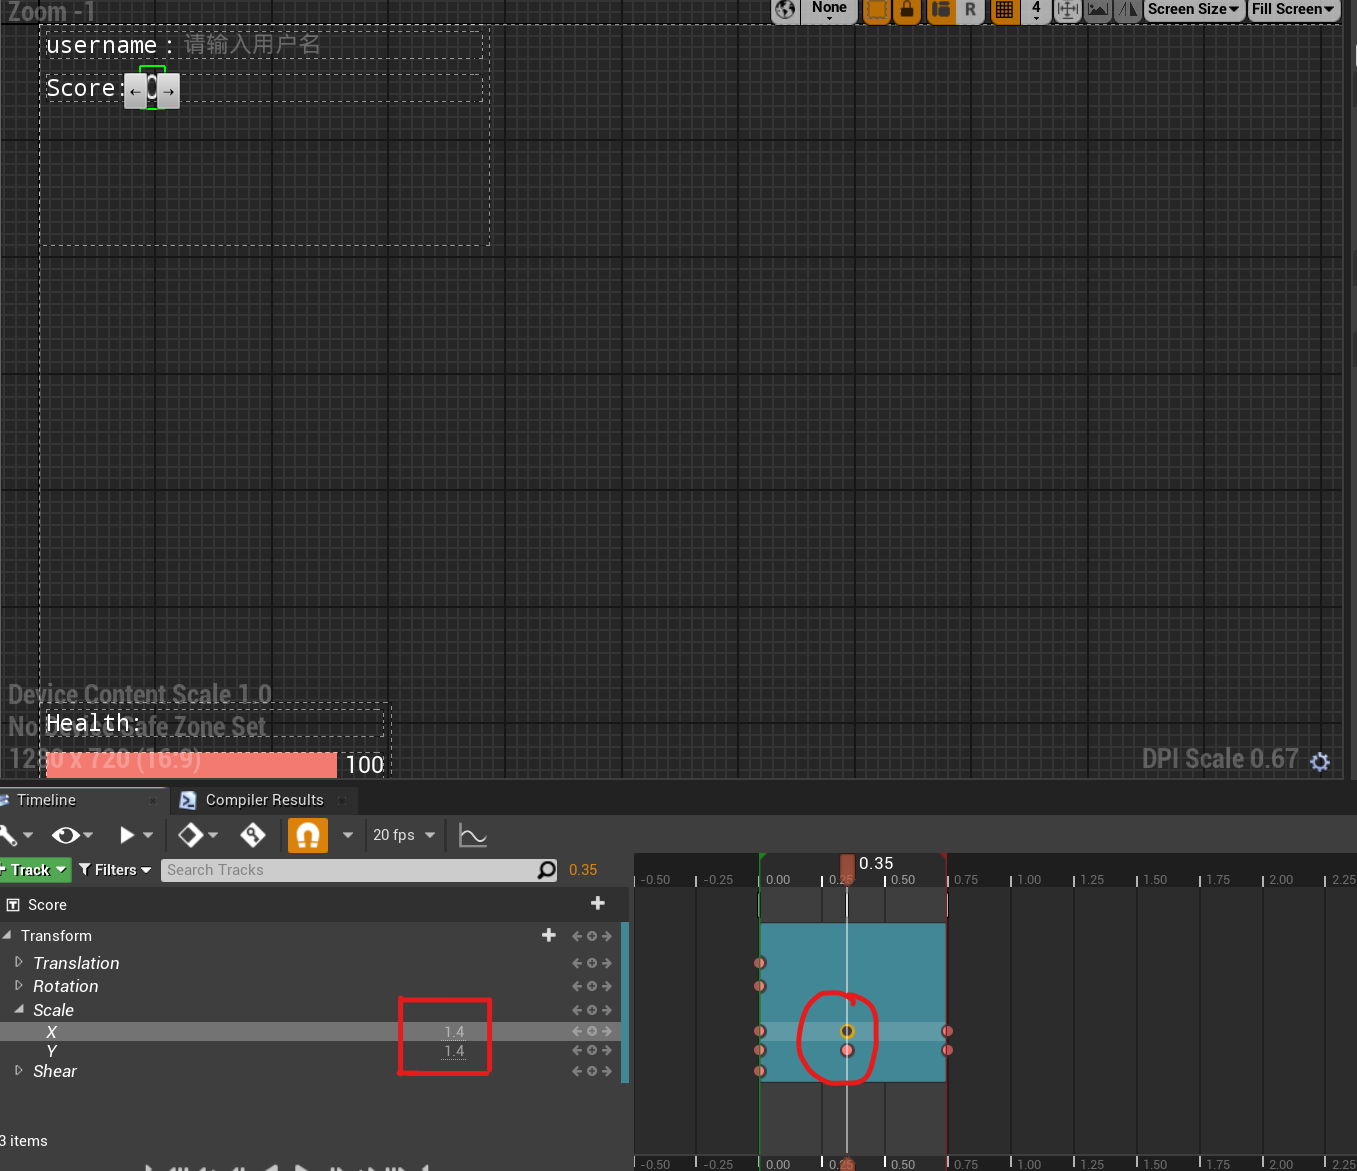 Zoom -1
None
R
4
Screen Size
Fill Screen
username：请输入用户名
Score:
← 0 →
Device Content Scale 1.0
No Device Safe Zone Set
1280 x 720 (16:9)
Health:
100
DPI Scale 0.67
Timeline
Compiler Results
20 fps
Track
Filters
Search Tracks
0.35
0.35
-0.50 -0.25 0.00 0.25 0.50 0.75 1.00 1.25 1.50 1.75 2.00 2.25
Score
Transform
Translation
Rotation
Scale
X 1.4
Y 1.4
Shear
3 items
-0.50 -0.25 0.00 0.25 0.50 0.75 1.00 1.25 1.50 1.75 2.00 2.25